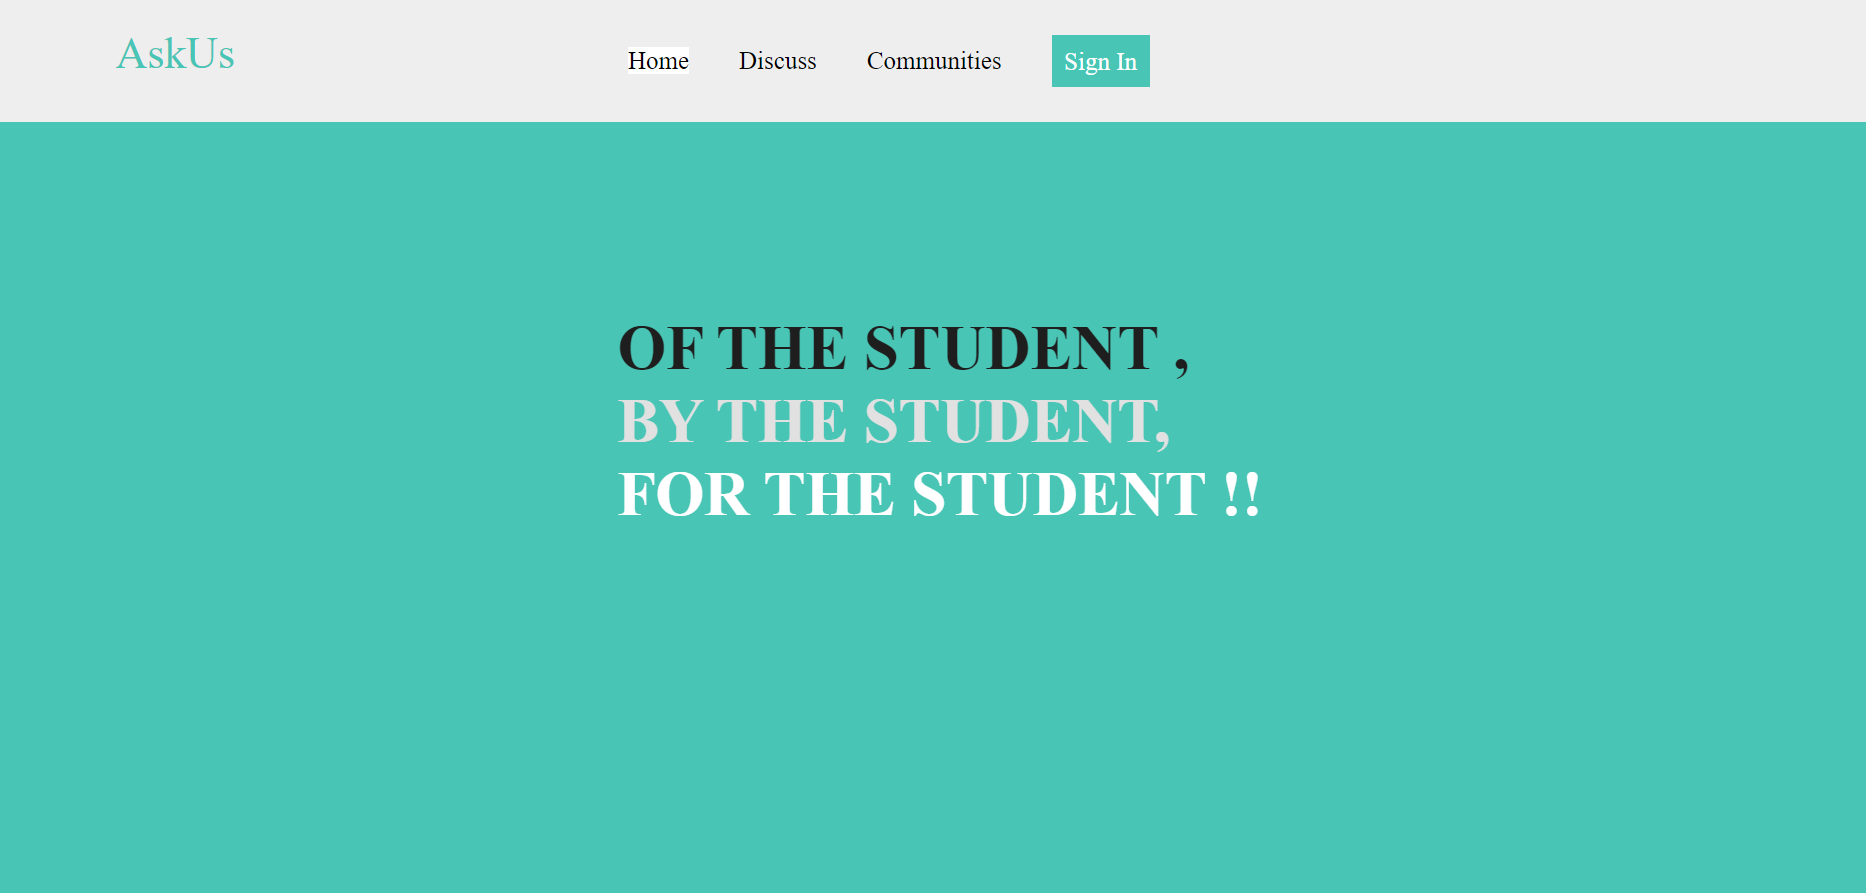 AskUs
Home Discuss Communities Sign In
OF THE STUDENT ,
BY THE STUDENT,
FOR THE STUDENT !!